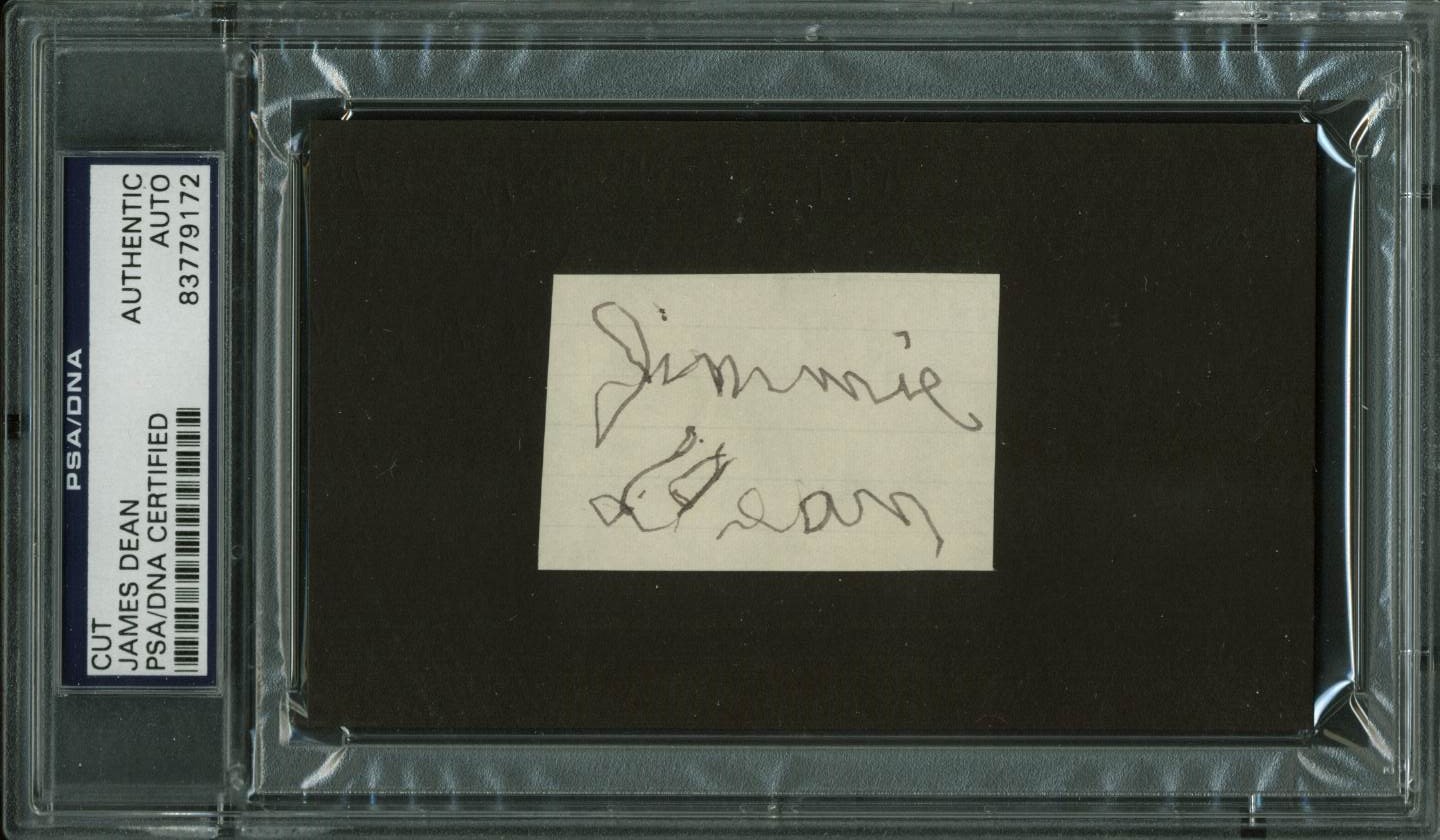 PSA/DNA
CUT AUTHENTIC
JAMES DEAN AUTO
PSA/DNA CERTIFIED 83779172
Jimmie
Dean